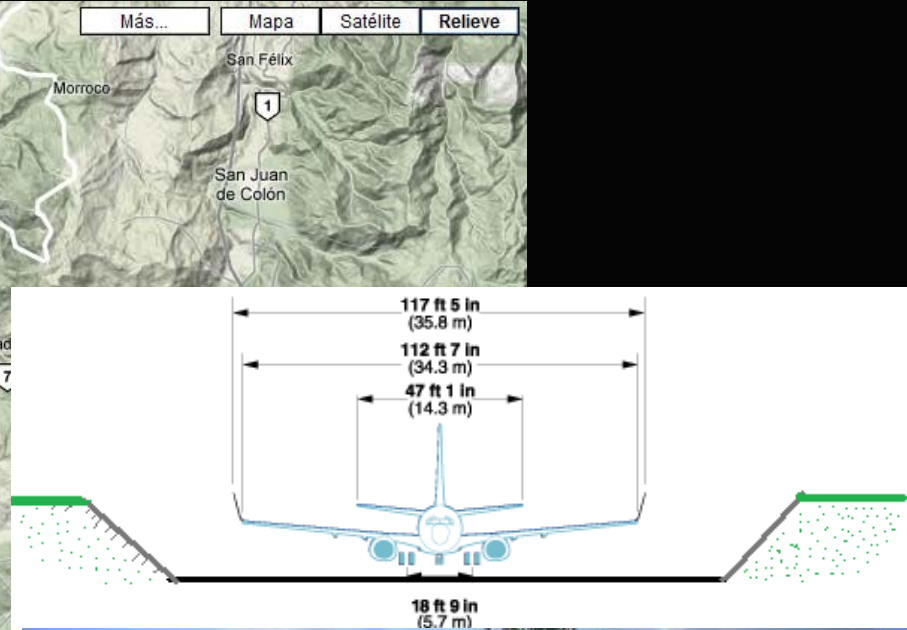 Más... Mapa Satélite Relieve
San Félix
Morroco
1
San Juan
de Colón
117 ft 5 in
(35.8 m)
ad
7
112 ft 7 in
(34.3 m)
47 ft 1 in
(14.3 m)
18 ft 9 in
(5.7 m)